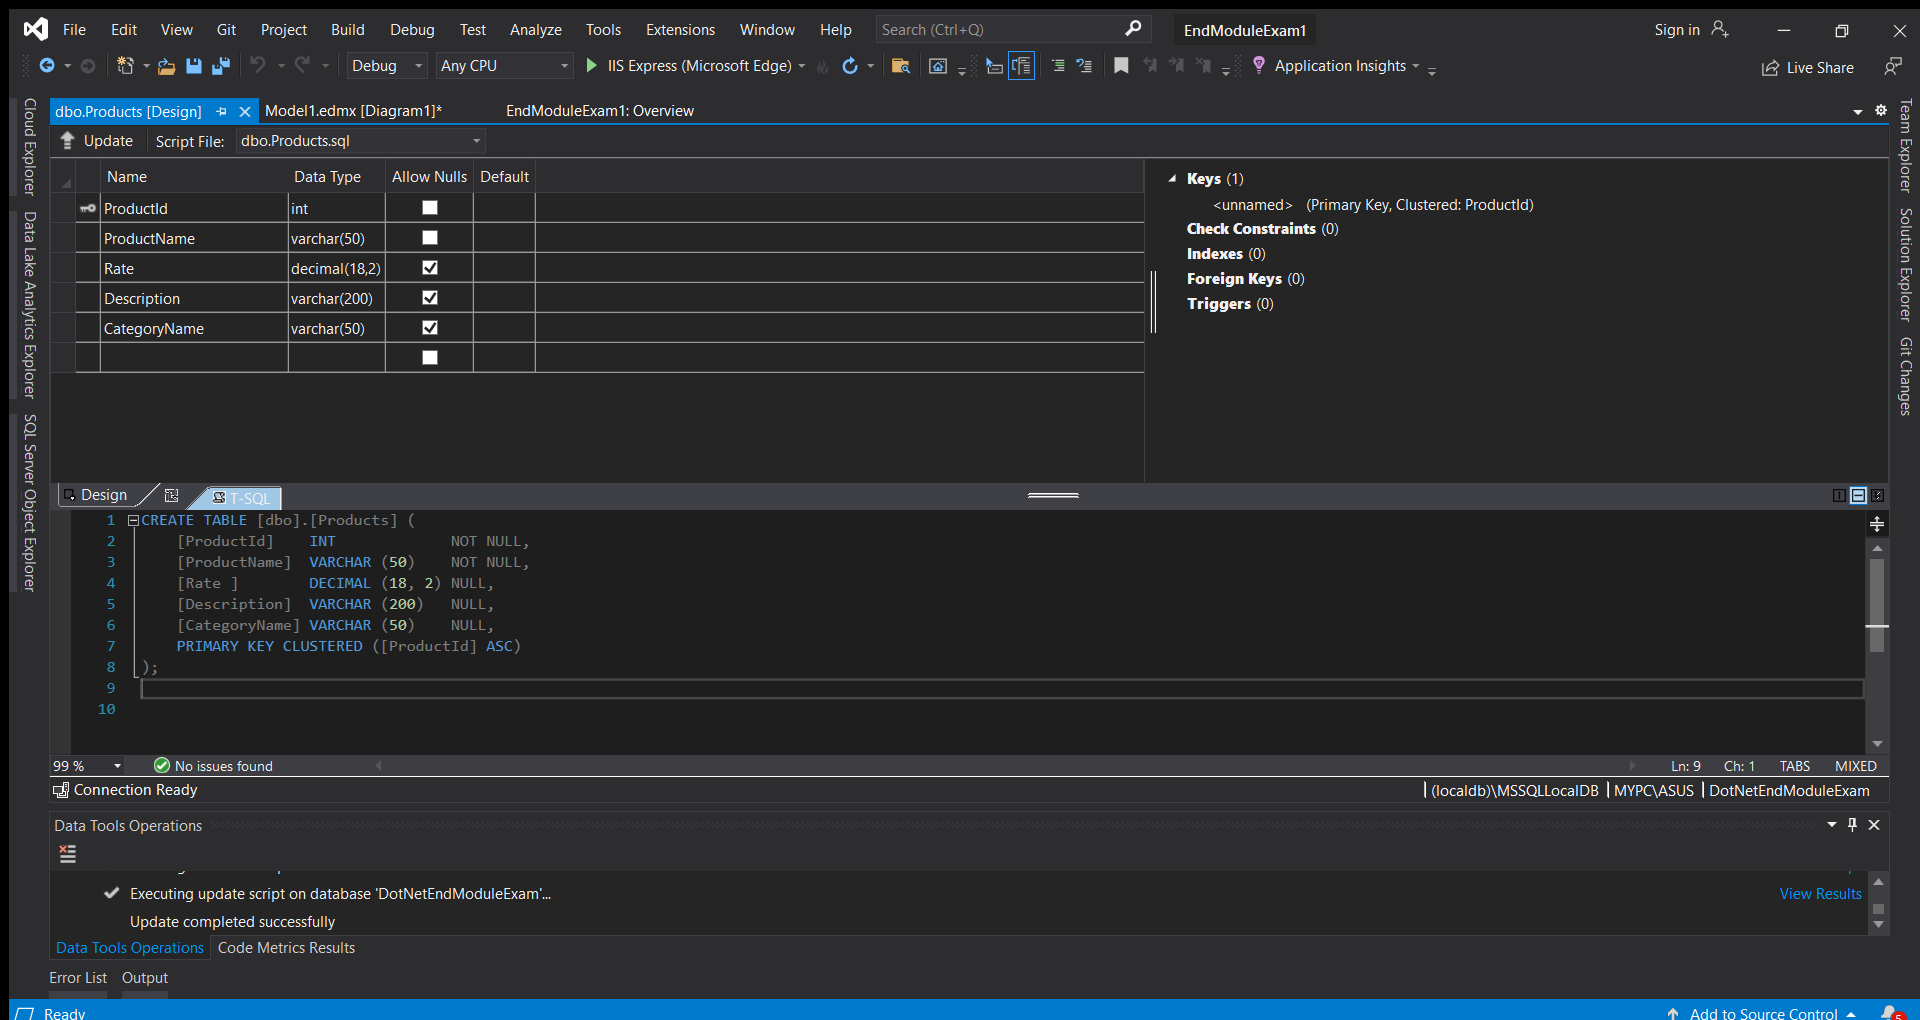 File Edit View Git Project Build Debug Test Analyze Tools Extensions Window Help Search (Ctrl+Q) EndModuleExam1 Sign in
Debug Any CPU IIS Express (Microsoft Edge) Application Insights Live Share
dbo.Products [Design] Model1.edmx [Diagram1]* EndModuleExam1: Overview
Update Script File: dbo.Products.sql
Cloud Explorer
Data Lake Analytics Explorer
SQL Server Object Explorer
Name Data Type Allow Nulls Default
ProductId int
ProductName varchar(50)
Rate decimal(18,2)
Description varchar(200)
CategoryName varchar(50)
Keys (1)
<unnamed> (Primary Key, Clustered: ProductId)
Check Constraints (0)
Indexes (0)
Foreign Keys (0)
Triggers (0)
Team Explorer
Solution Explorer
Git Changes
Design T-SQL
1 CREATE TABLE [dbo].[Products] (
2 [ProductId] INT NOT NULL,
3 [ProductName] VARCHAR (50) NOT NULL,
4 [Rate ] DECIMAL (18, 2) NULL,
5 [Description] VARCHAR (200) NULL,
6 [CategoryName] VARCHAR (50) NULL,
7 PRIMARY KEY CLUSTERED ([ProductId] ASC)
8 );
9
10
99 % No issues found Ln: 9 Ch: 1 TABS MIXED
Connection Ready (localdb)\MSSQLLocalDB MYPC\ASUS DotNetEndModuleExam
Data Tools Operations
Executing update script on database 'DotNetEndModuleExam'... View Results
Update completed successfully
Data Tools Operations Code Metrics Results
Error List Output
Ready Add to Source Control 5